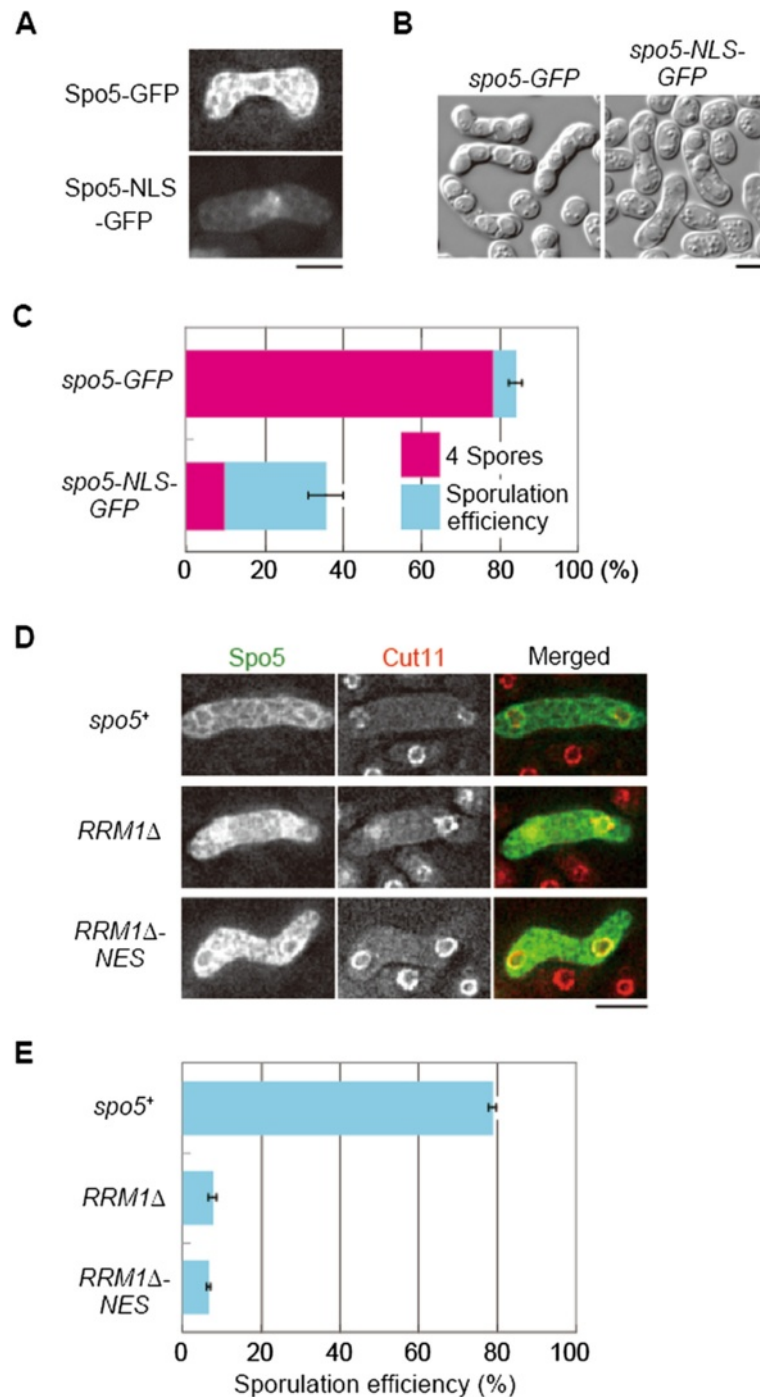 A
Spo5-GFP
Spo5-NLS
-GFP
B
spo5-GFP
spo5-NLS-
GFP
C
spo5-GFP
spo5-NLS-
GFP
4 Spores
Sporulation
efficiency
0 20 40 60 80 100 (%)
D
Spo5 Cut11 Merged
spo5⁺
RRM1Δ
RRM1Δ-
NES
E
spo5⁺
RRM1Δ
RRM1Δ-
NES
0 20 40 60 80 100
Sporulation efficiency (%)